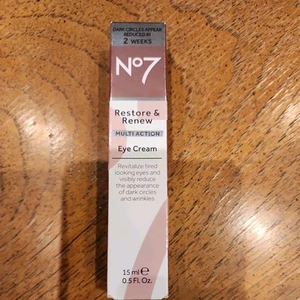 DARK CIRCLES APPEAR
REDUCED IN
2 WEEKS
No7
Restore &
Renew
MULTI ACTION
Eye Cream
Revitalize tired
looking eyes and
visibly reduce
the appearance
of dark circles
and wrinkles
15 ml ℮
0.5 Fl. Oz.